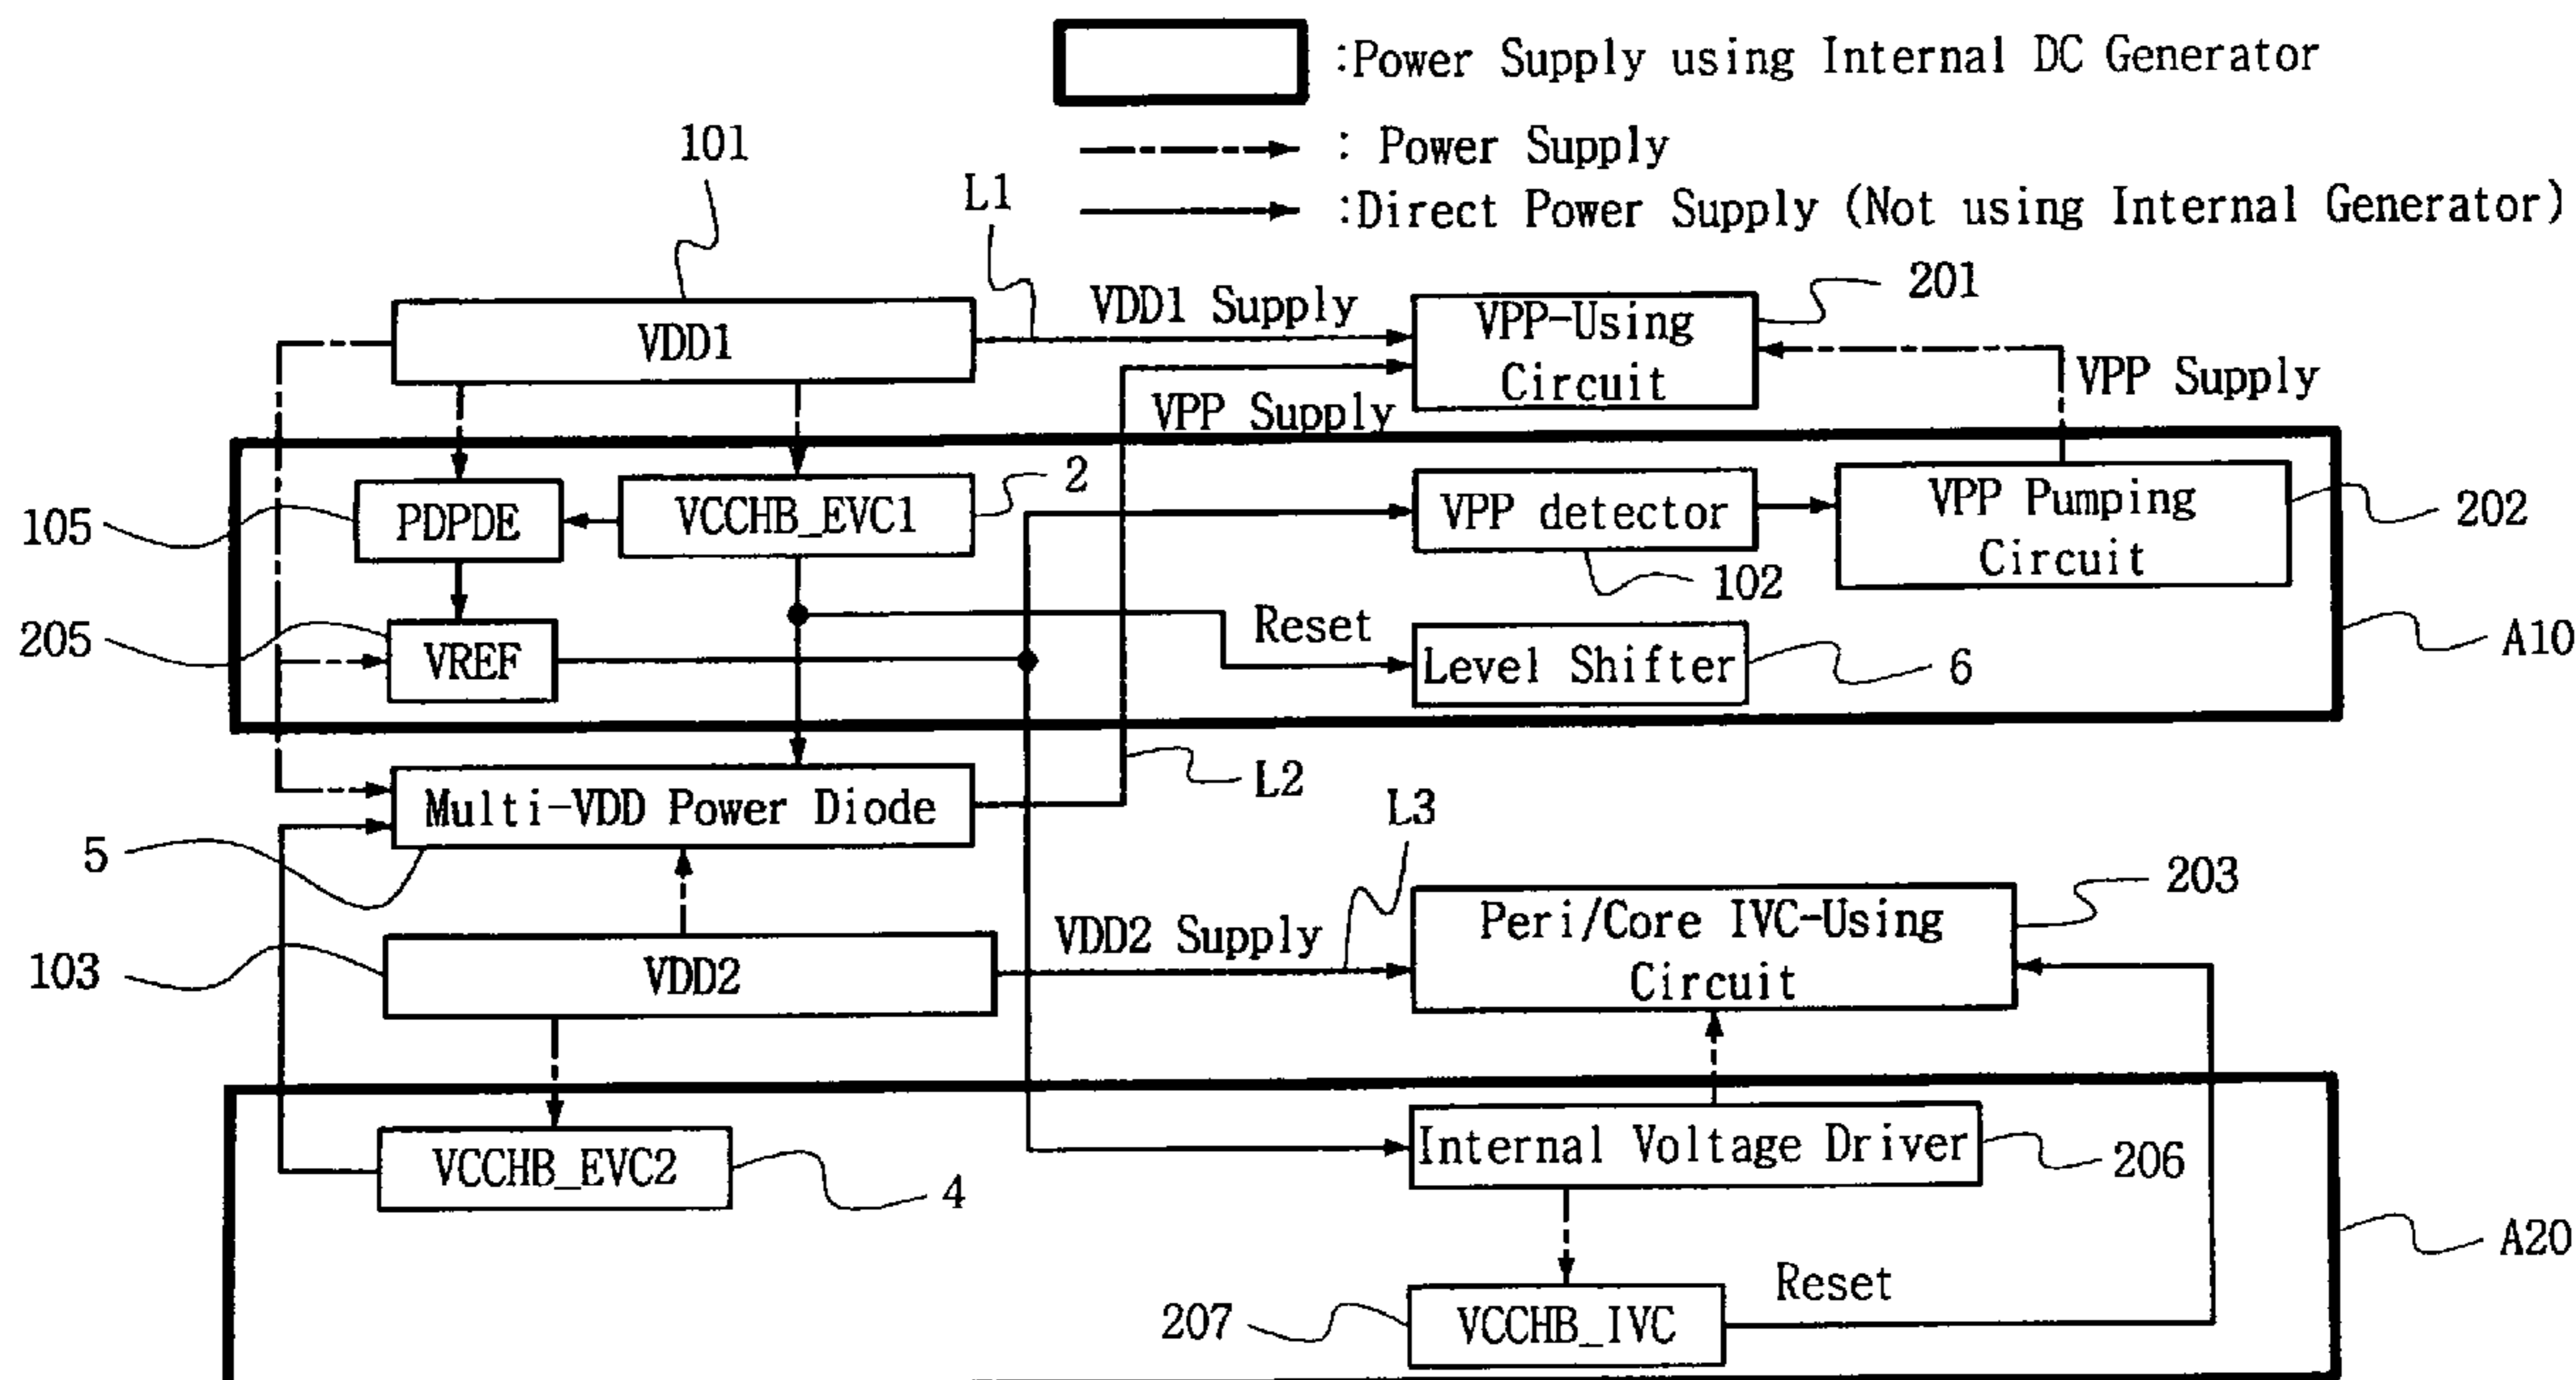 :Power Supply using Internal DC Generator
: Power Supply
:Direct Power Supply (Not using Internal Generator)
101
L1
VDD1
VDD1 Supply
VPP-Using
Circuit
201
VPP Supply
VPP Supply
105
PDPDE
VCCHB_EVC1
2
VPP detector
102
VPP Pumping
Circuit
202
205
VREF
Reset
Level Shifter
6
A10
Multi-VDD Power Diode
5
L2
L3
103
VDD2
VDD2 Supply
Peri/Core IVC-Using
Circuit
203
VCCHB_EVC2
4
Internal Voltage Driver
206
A20
207
VCCHB_IVC
Reset